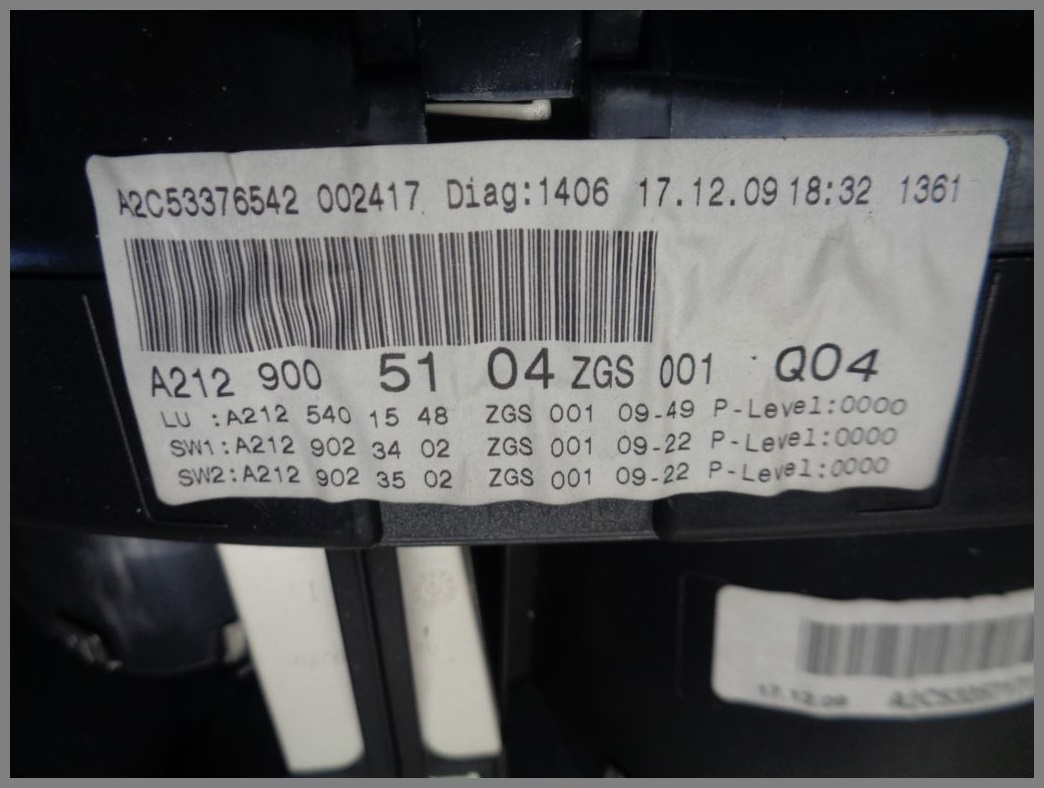 A2C53376542 002417 Diag:1406 17.12.09 18:32 1361
A212 900 51 04 ZGS 001 Q04
LU :A212 540 15 48 ZGS 001 09-49 P-Level:0000
SW1:A212 902 34 02 ZGS 001 09-22 P-Level:0000
SW2:A212 902 35 02 ZGS 001 09-22 P-Level:0000
17.12.09